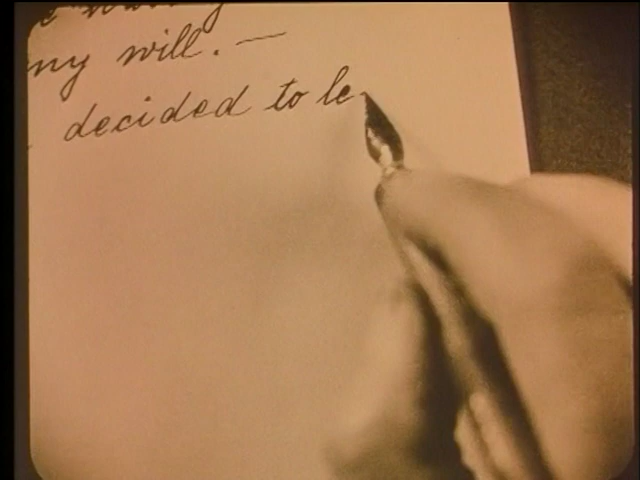 my will. —
decided to le